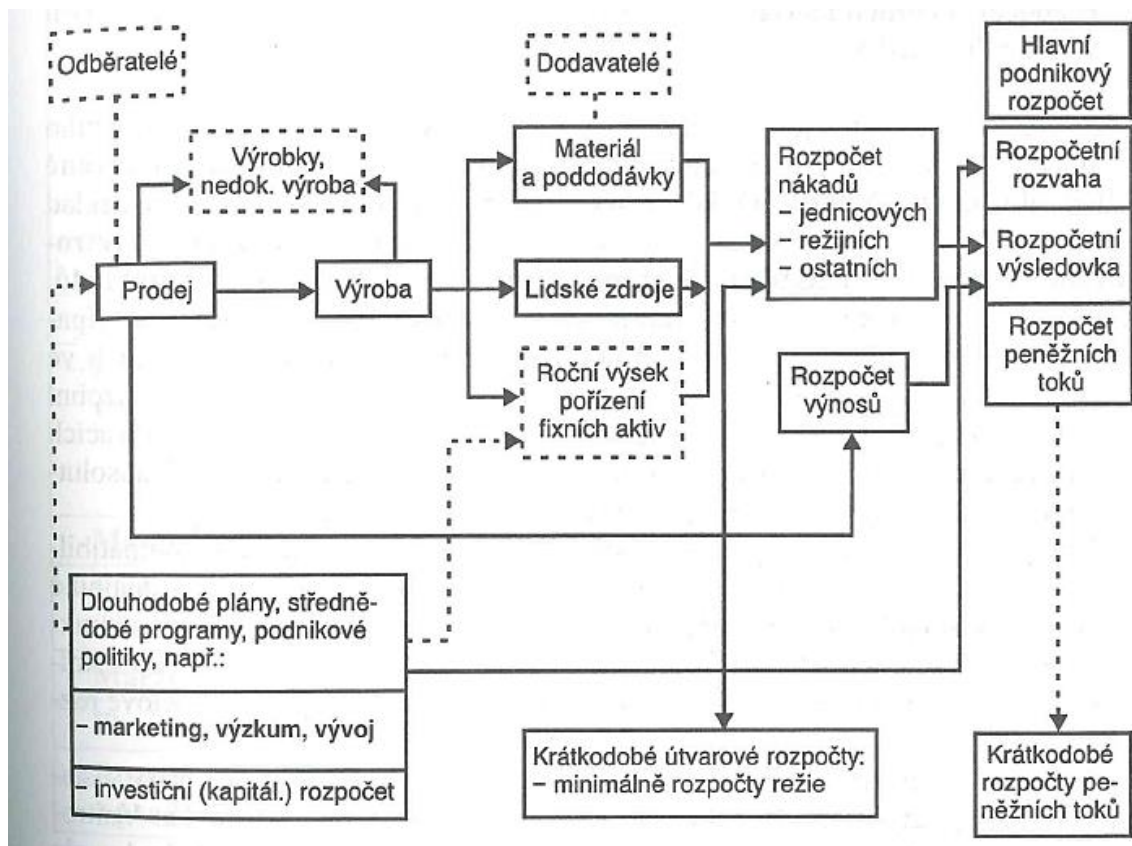 Odběratelé
Dodavatelé
Hlavní
podnikový
rozpočet
Výrobky,
nedok. výroba
Materiál
a poddodávky
Rozpočet
nákadů
– jednicových
– režijních
– ostatních
Rozpočetní
rozvaha
Prodej
Výroba
Lidské zdroje
Rozpočetní
výsledovka
Roční výsek
pořízení
fixních aktiv
Rozpočet
výnosů
Rozpočet
peněžních
toků
Dlouhodobé plány, středně-
dobé programy, podnikové
politiky, např.:
– marketing, výzkum, vývoj
– investiční (kapitál.) rozpočet
Krátkodobé útvarové rozpočty:
– minimálně rozpočty režie
Krátkodobé
rozpočty pe-
něžních toků